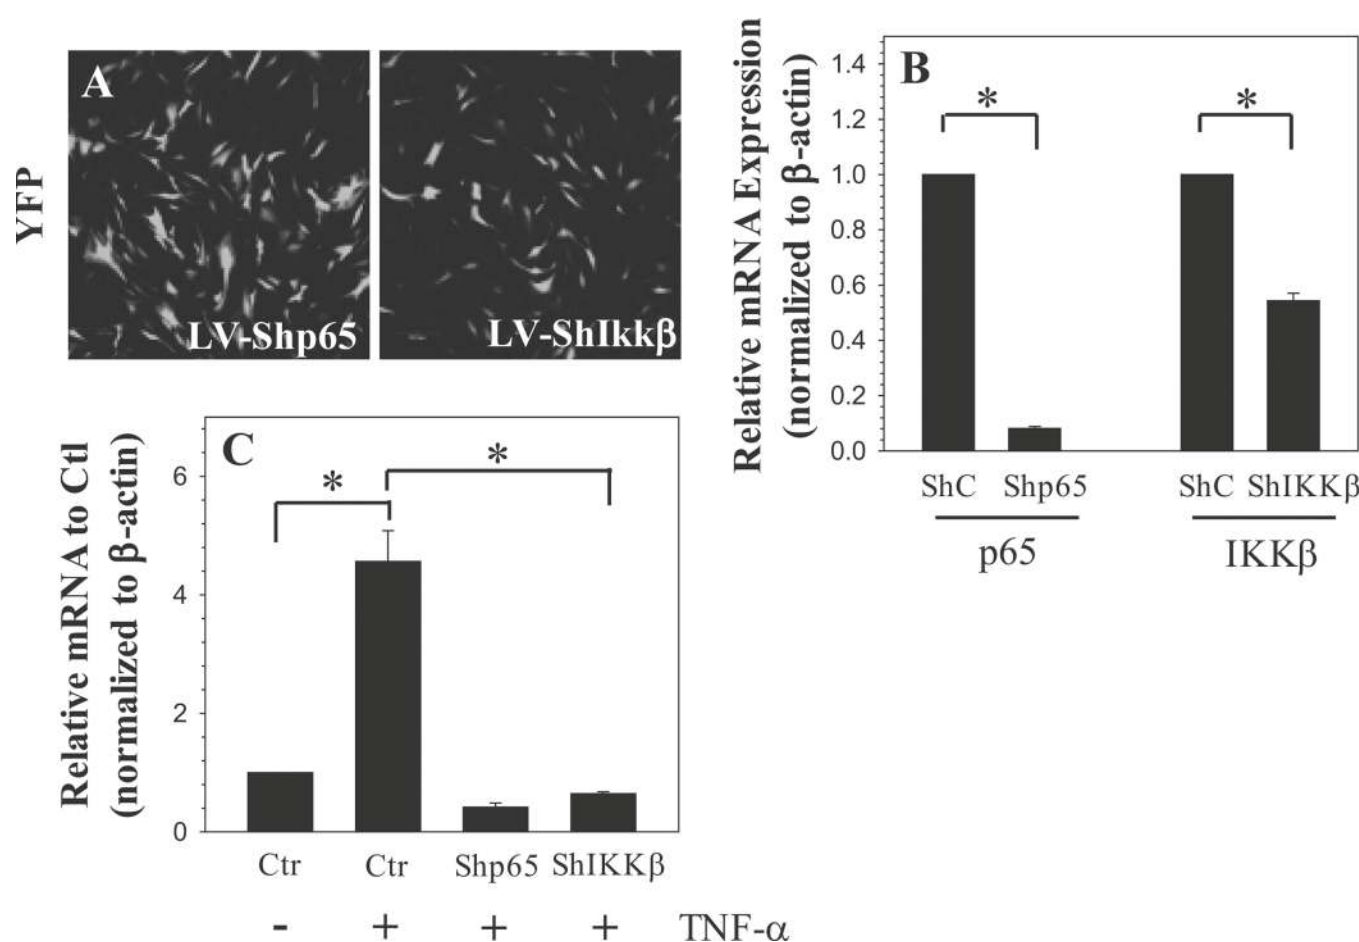 A
YFP
LV-Shp65
LV-ShIkkβ
B
Relative mRNA Expression
(normalized to β-actin)
1.4
1.2
1.0
0.8
0.6
0.4
0.2
0.0
*
*
ShC Shp65 ShC ShIKKβ
p65 IKKβ
C
Relative mRNA to Ctl
(normalized to β-actin)
6
4
2
0
*
*
Ctr Ctr Shp65 ShIKKβ
- + + + TNF-α